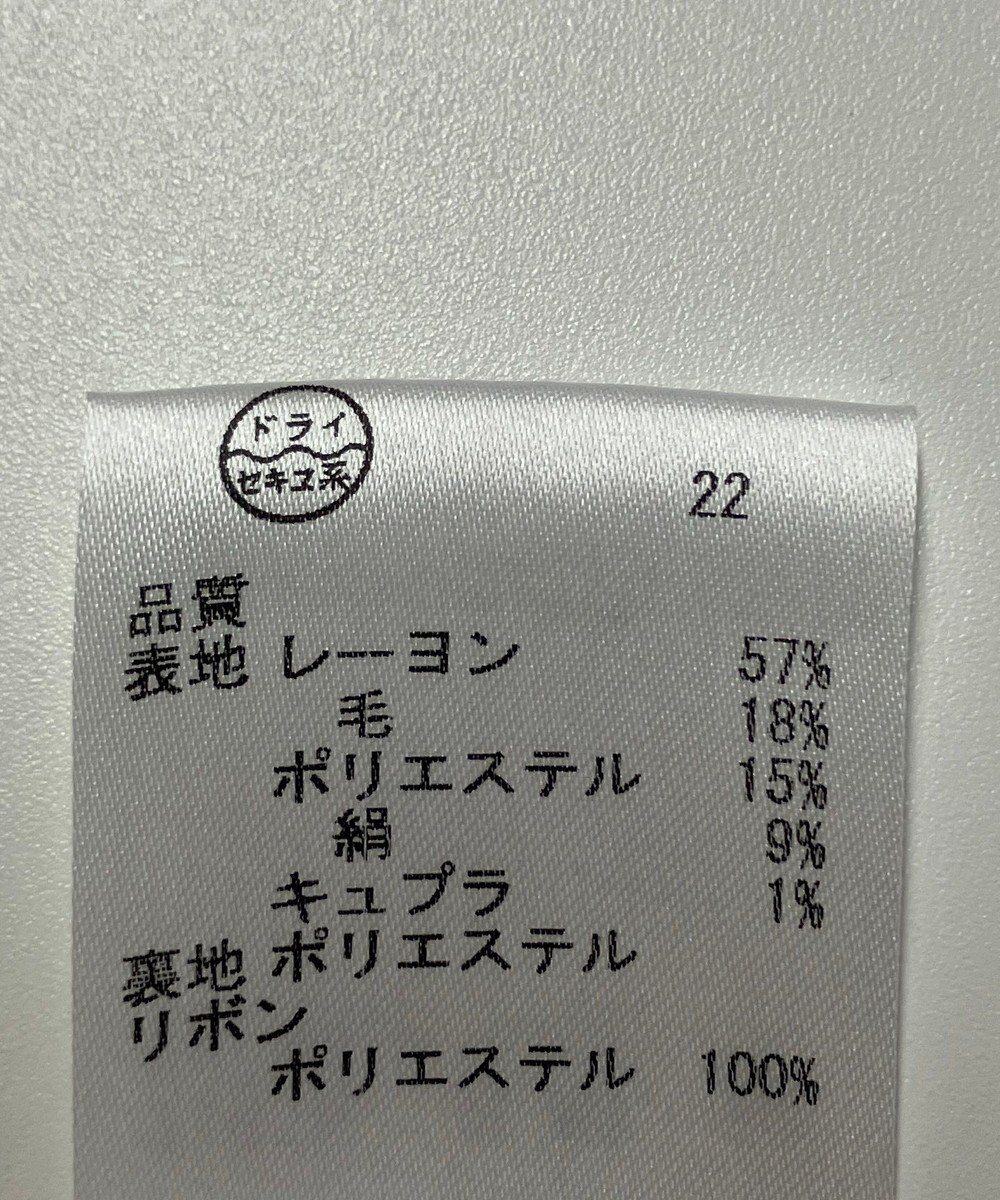 ドライ
セキユ系
22
品質
表地 レーヨン 57%
毛 18%
ポリエステル 15%
絹 9%
キュプラ 1%
裏地 ポリエステル
リボン
ポリエステル 100%